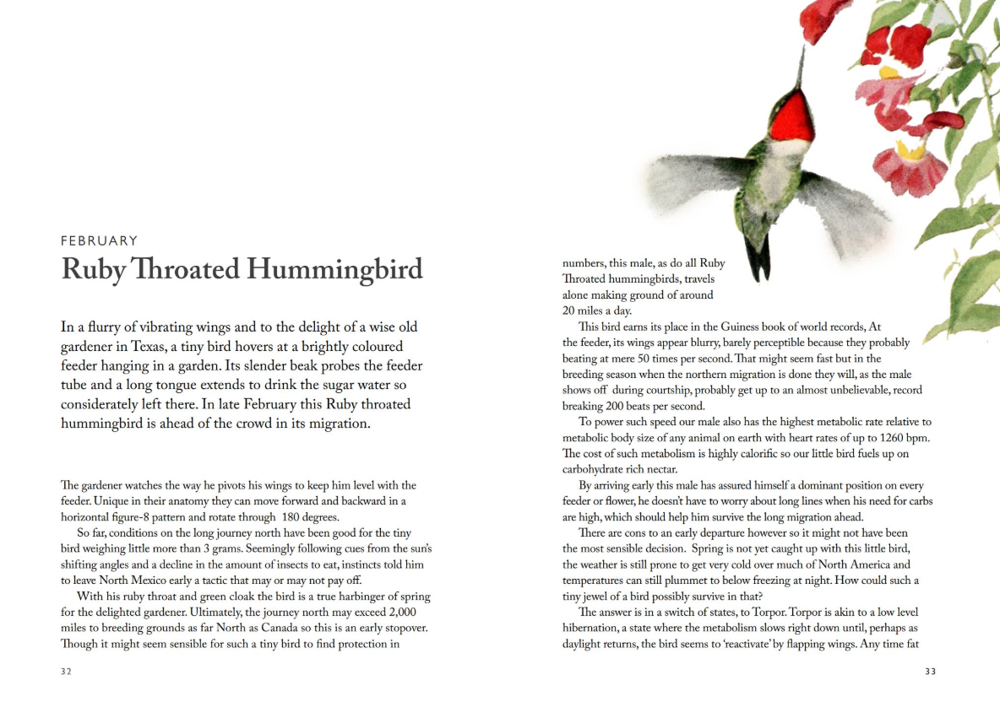 FEBRUARY
Ruby Throated Hummingbird
In a flurry of vibrating wings and to the delight of a wise old
gardener in Texas, a tiny bird hovers at a brightly coloured
feeder hanging in a garden. Its slender beak probes the feeder
tube and a long tongue extends to drink the sugar water so
considerately left there. In late February this Ruby throated
hummingbird is ahead of the crowd in its migration.
The gardener watches the way he pivots his wings to keep him level with the
feeder. Unique in their anatomy they can move forward and backward in a
horizontal figure-8 pattern and rotate through 180 degrees.
So far, conditions on the long journey north have been good for the tiny
bird weighing little more than 3 grams. Seemingly following cues from the sun's
shifting angles and a decline in the amount of insects to eat, instincts told him
to leave North Mexico early a tactic that may or may not pay off.
With his ruby throat and green cloak the bird is a true harbinger of spring
for the delighted gardener. Ultimately, the journey north may exceed 2,000
miles to breeding grounds as far North as Canada so this is an early stopover.
Though it might seem sensible for such a tiny bird to find protection in
32
numbers, this male, as do all Ruby
Throated hummingbirds, travels
alone making ground of around
20 miles a day.
This bird earns its place in the Guiness book of world records, At
the feeder, its wings appear blurry, barely perceptible because they probably
beating at mere 50 times per second. That might seem fast but in the
breeding season when the northern migration is done they will, as the male
shows off during courtship, probably get up to an almost unbelievable, record
breaking 200 beats per second.
To power such speed our male also has the highest metabolic rate relative to
metabolic body size of any animal on earth with heart rates of up to 1260 bpm.
The cost of such metabolism is highly calorific so our little bird fuels up on
carbohydrate rich nectar.
By arriving early this male has assured himself a dominant position on every
feeder or flower, he doesn't have to worry about long lines when his need for carbs
are high, which should help him survive the long migration ahead.
There are cons to an early departure however so it might not have been
the most sensible decision. Spring is not yet caught up with this little bird,
the weather is still prone to get very cold over much of North America and
temperatures can still plummet to below freezing at night. How could such a
tiny jewel of a bird possibly survive in that?
The answer is in a switch of states, to Torpor. Torpor is akin to a low level
hibernation, a state where the metabolism slows right down until, perhaps as
daylight returns, the bird seems to 'reactivate' by flapping wings. Any time fat
33